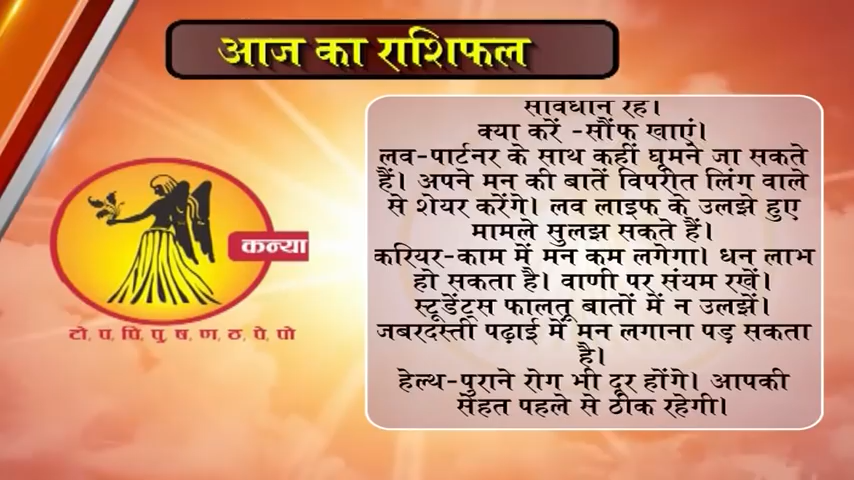 आज का राशिफल
सावधान रहें।
क्या करें -सौंफ खाएं।
लव-पार्टनर के साथ कहीं घूमने जा सकते
हैं। अपने मन की बातें विपरीत लिंग वाले
से शेयर करेंगे। लव लाइफ के उलझे हुए
मामले सुलझ सकते हैं।
करियर-काम में मन कम लगेगा। धन लाभ
हो सकता है। वाणी पर संयम रखें।
स्टूडेंट्स फालतू बातों में न उलझें।
जबरदस्ती पढ़ाई में मन लगाना पड़ सकता
है।
हेल्थ-पुराने रोग भी दूर होंगे। आपकी
सेहत पहले से ठीक रहेगी।
कन्या
टो, प, पि, पु, ष, ण, ठ, पे, पो